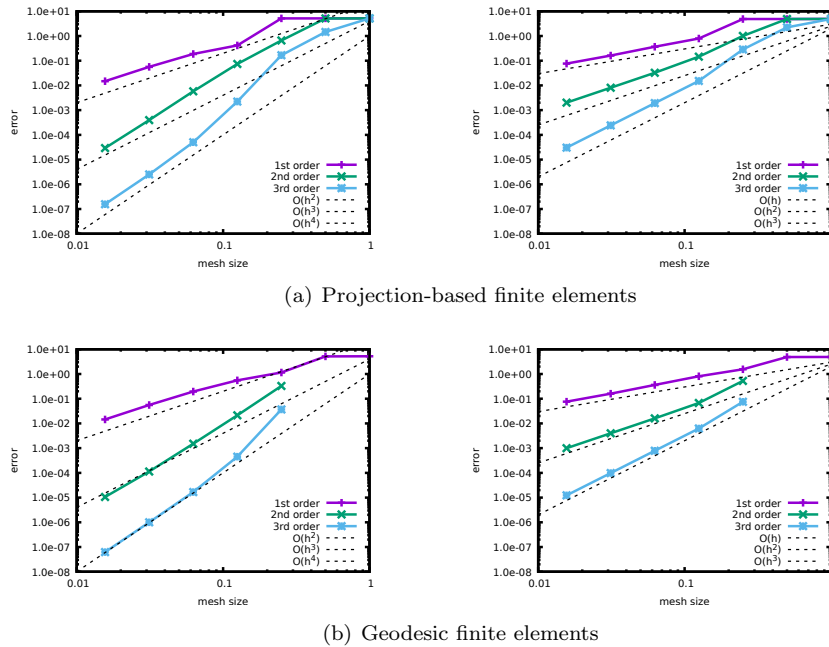 1.0e+01
1.0e+00
1.0e-01
1.0e-02
1.0e-03
1.0e-04
1.0e-05
1.0e-06
1.0e-07
1.0e-08
error
1st order
2nd order
3rd order
O(h²)
O(h³)
O(h⁴)
0.01 0.1 1
mesh size
1.0e+01
1.0e+00
1.0e-01
1.0e-02
1.0e-03
1.0e-04
1.0e-05
1.0e-06
1.0e-07
1.0e-08
error
1st order
2nd order
3rd order
O(h)
O(h²)
O(h³)
0.01 0.1
mesh size
(a) Projection-based finite elements
1.0e+01
1.0e+00
1.0e-01
1.0e-02
1.0e-03
1.0e-04
1.0e-05
1.0e-06
1.0e-07
1.0e-08
error
1st order
2nd order
3rd order
O(h²)
O(h³)
O(h⁴)
0.01 0.1 1
mesh size
1.0e+01
1.0e+00
1.0e-01
1.0e-02
1.0e-03
1.0e-04
1.0e-05
1.0e-06
1.0e-07
1.0e-08
error
1st order
2nd order
3rd order
O(h)
O(h²)
O(h³)
0.01 0.1
mesh size
(b) Geodesic finite elements